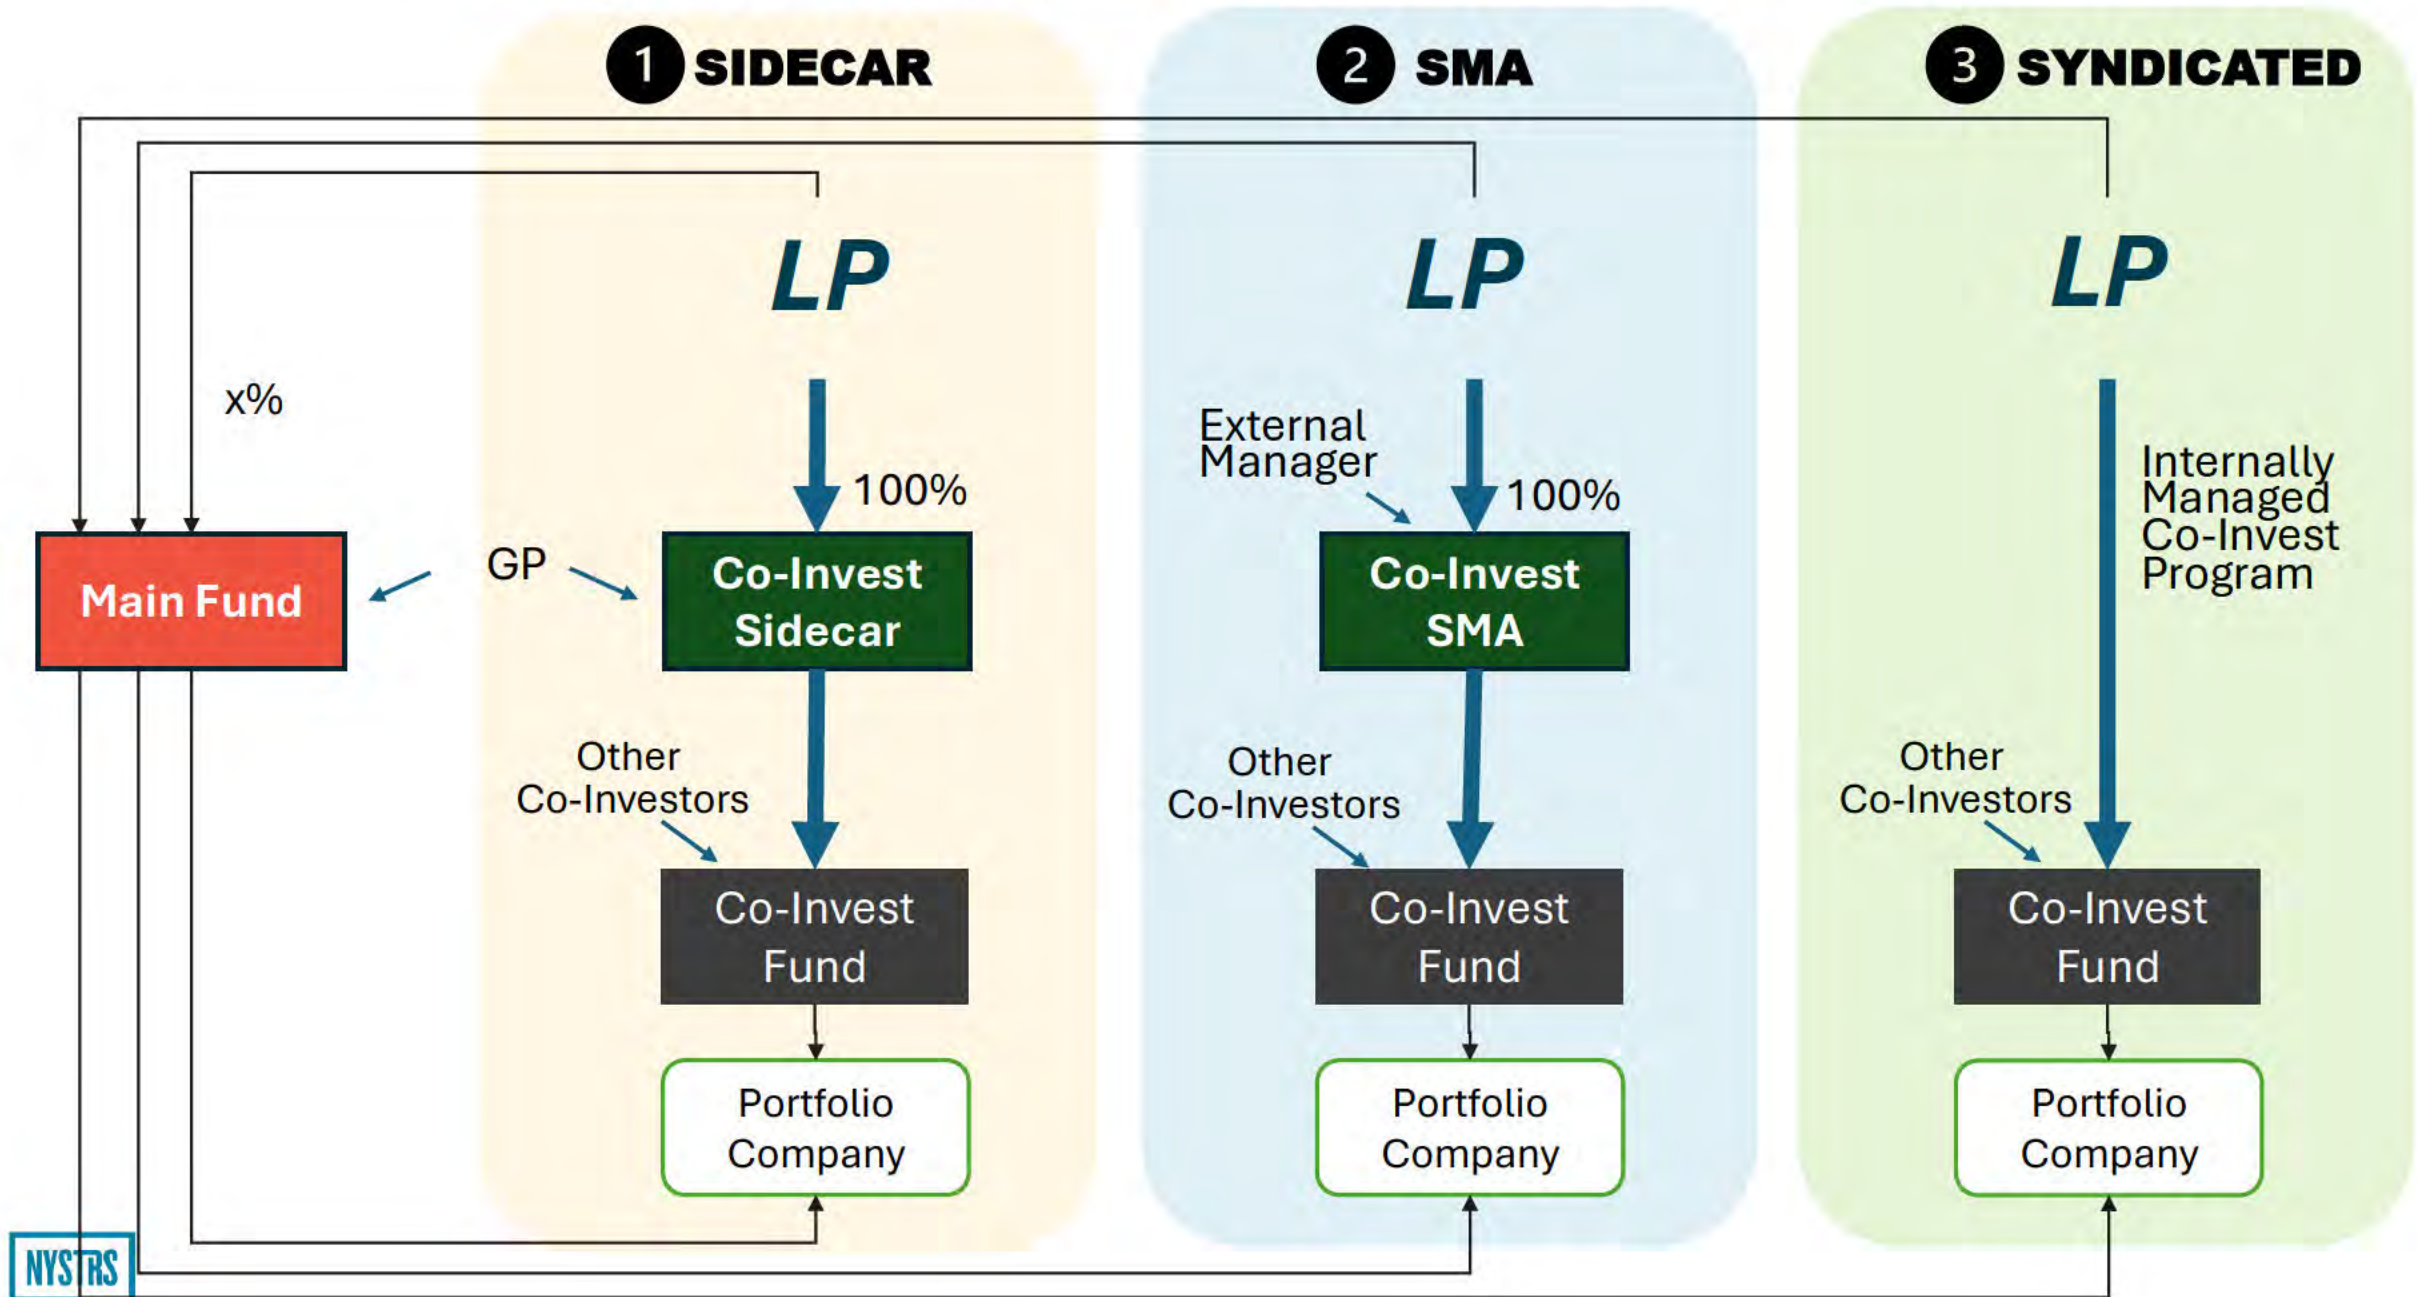 1 SIDECAR
2 SMA
3 SYNDICATED
LP
LP
LP
x%
100%
External
Manager
100%
Internally
Managed
Co-Invest
Program
Main Fund
GP
Co-Invest
Sidecar
Co-Invest
SMA
Other
Co-Investors
Other
Co-Investors
Other
Co-Investors
Co-Invest
Fund
Co-Invest
Fund
Co-Invest
Fund
Portfolio
Company
Portfolio
Company
Portfolio
Company
NYSTRS